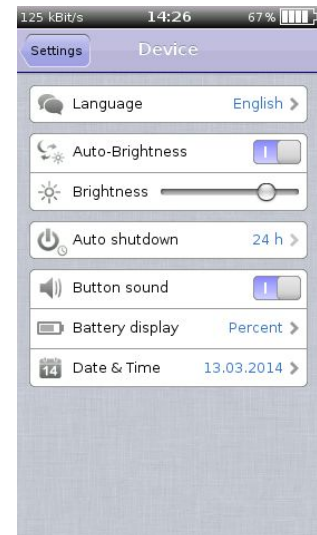 125 kBit/s 14:26 67%
Settings Device
Language English
Auto-Brightness I
Brightness
Auto shutdown 24 h
Button sound I
Battery display Percent
14 Date & Time 13.03.2014